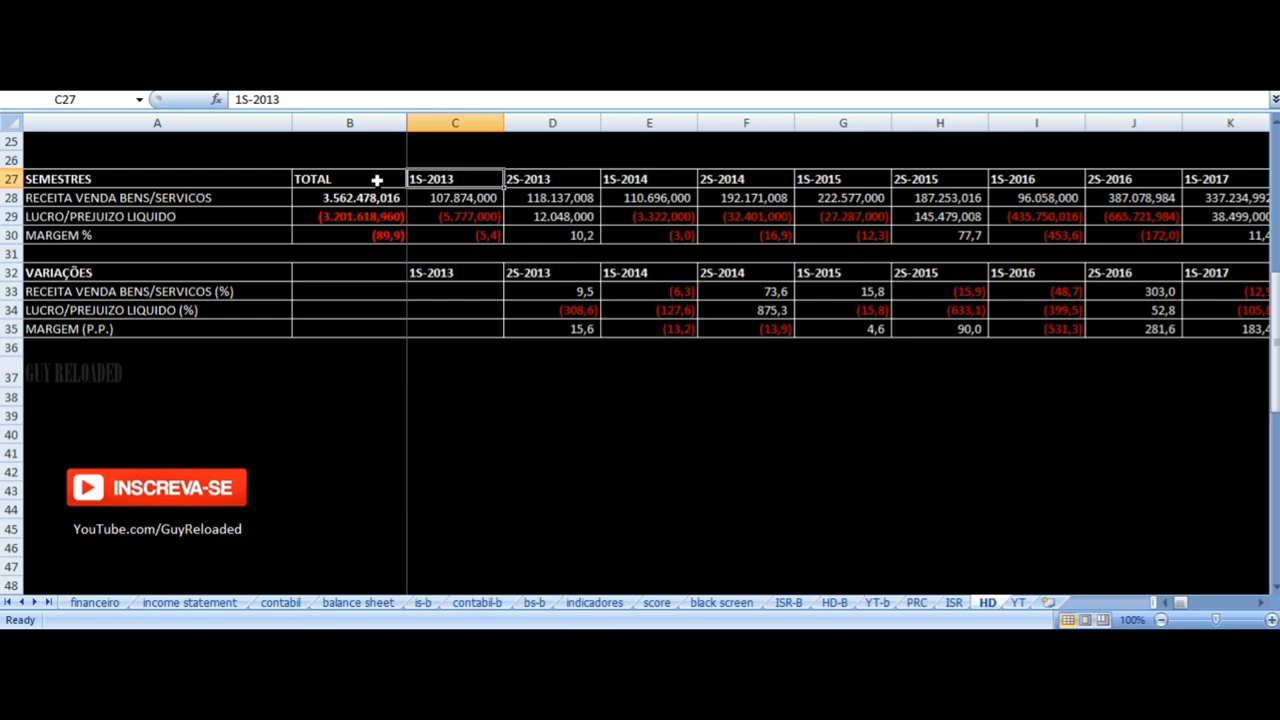 C27 fx 1S-2013
A B C D E F G H I J K
25
26
27 SEMESTRES TOTAL 1S-2013 2S-2013 1S-2014 2S-2014 1S-2015 2S-2015 1S-2016 2S-2016 1S-2017
28 RECEITA VENDA BENS/SERVICOS 3.562.478,016 107.874,000 118.137,008 110.696,000 192.171,008 222.577,000 187.253,016 96.058,000 387.078,984 337.234,992
29 LUCRO/PREJUIZO LIQUIDO (3.201.618,960) (5.777,000) 12.048,000 (3.322,000) (32.401,000) (27.287,000) 145.479,008 (435.750,016) (665.721,984) 38.499,000
30 MARGEM % (89,9) (5,4) 10,2 (3,0) (16,9) (12,3) 77,7 (453,6) (172,0) 11,4
31
32 VARIAÇÕES 1S-2013 2S-2013 1S-2014 2S-2014 1S-2015 2S-2015 1S-2016 2S-2016 1S-2017
33 RECEITA VENDA BENS/SERVICOS (%) 9,5 (6,3) 73,6 15,8 (15,9) (48,7) 303,0 (12,9
34 LUCRO/PREJUIZO LIQUIDO (%) (308,6) (127,6) 875,3 (15,8) (633,1) (399,5) 52,8 (105,8
35 MARGEM (P.P.) 15,6 (13,2) (13,9) 4,6 90,0 (531,3) 281,6 183,4
36
37 GUY RELOADED
38
39
40
41
42
43 INSCREVA-SE
44
45 YouTube.com/GuyReloaded
46
47
48
financeiro income statement contabil balance sheet is-b contabil-b bs-b indicadores score black screen ISR-B HD-B YT-b PRC ISR HD YT
Ready 100%